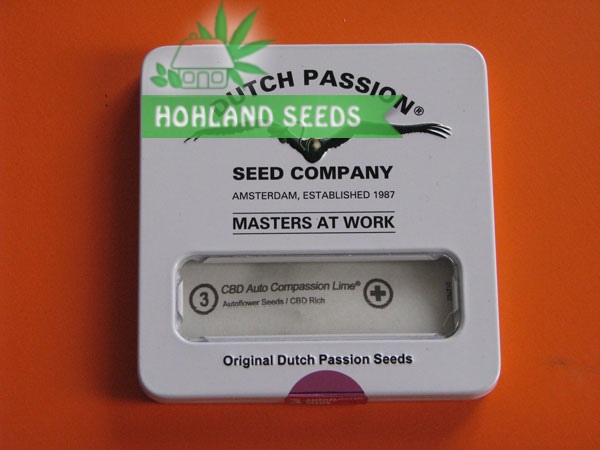 DUTCH PASSION®
HOHLAND SEEDS
SEED COMPANY
AMSTERDAM, ESTABLISHED 1987
MASTERS AT WORK
3
CBD Auto Compassion Lime®
Autoflower Seeds / CBD Rich
Original Dutch Passion Seeds